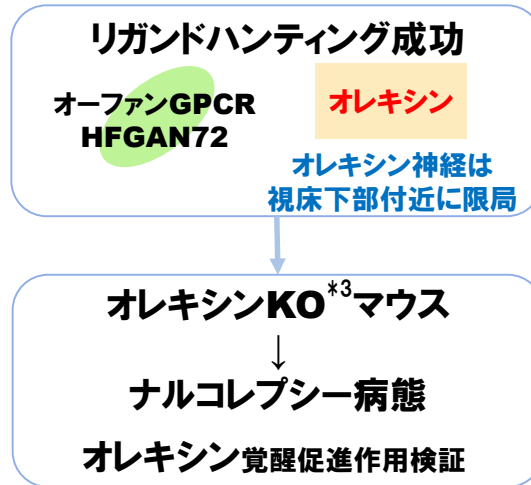 リガンドハンティング成功
オーファンGPCR
HFGAN72
オレキシン
オレキシン神経は
視床下部付近に限局
オレキシンKO*3マウス
↓
ナルコレプシー病態
オレキシン覚醒促進作用検証